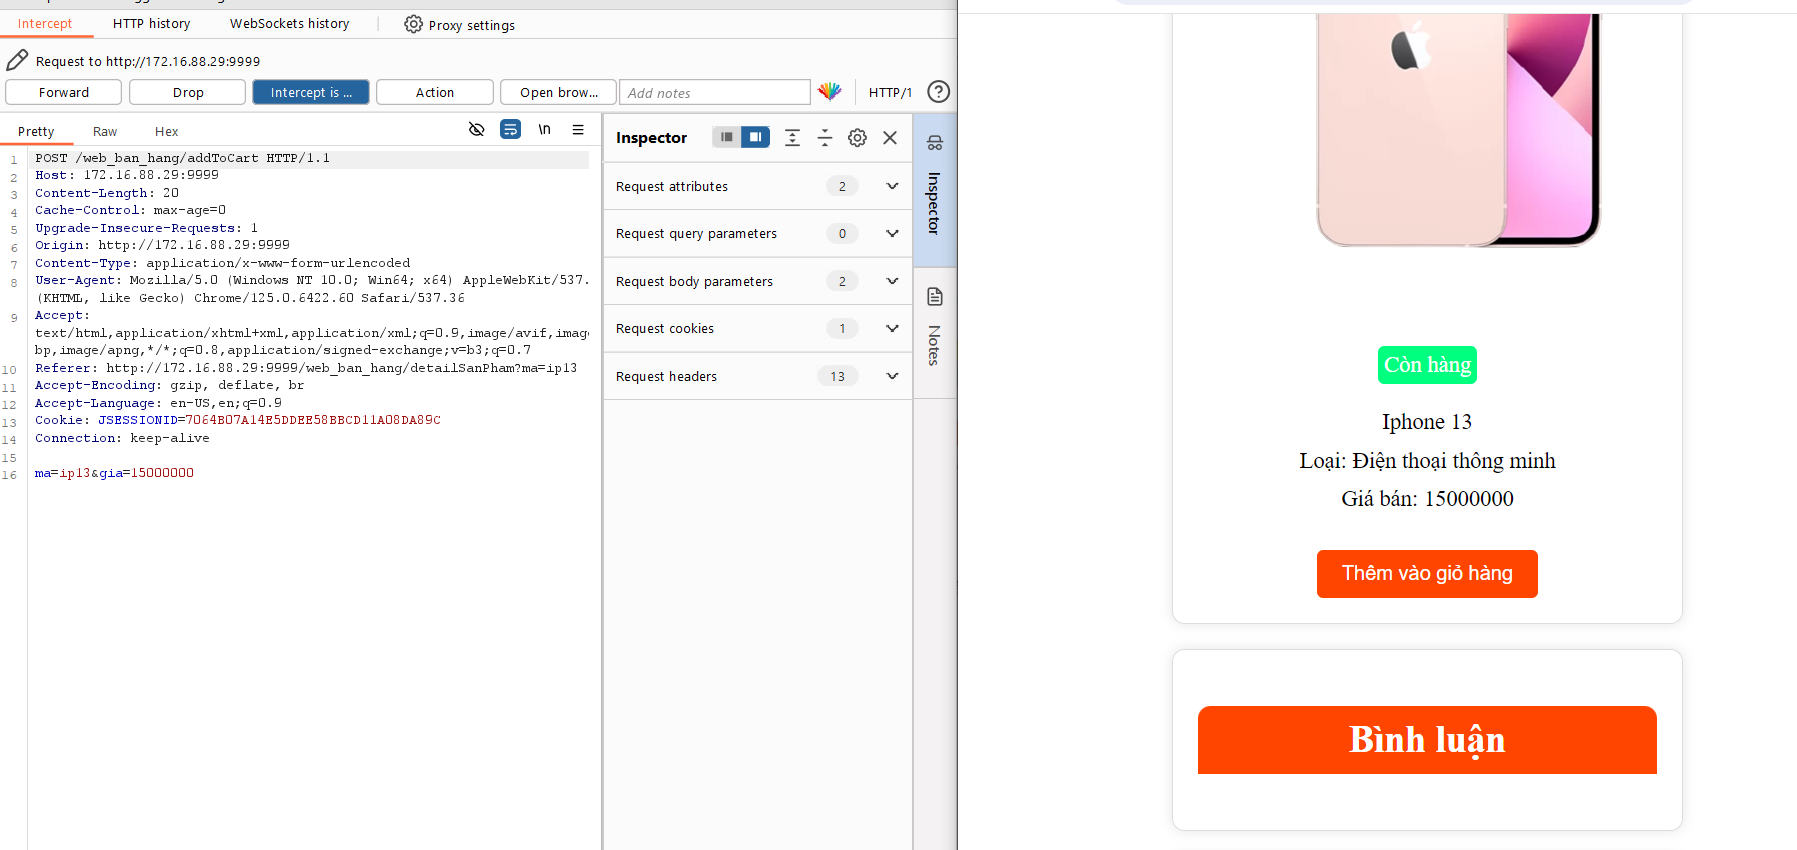 Intercept
HTTP history
WebSockets history
Proxy settings
Request to http://172.16.88.29:9999
Forward
Drop
Intercept is ...
Action
Open brow...
Add notes
HTTP/1
Pretty
Raw
Hex
\n
1 POST /web_ban_hang/addToCart HTTP/1.1
2 Host: 172.16.88.29:9999
3 Content-Length: 20
4 Cache-Control: max-age=0
5 Upgrade-Insecure-Requests: 1
6 Origin: http://172.16.88.29:9999
7 Content-Type: application/x-www-form-urlencoded
8 User-Agent: Mozilla/5.0 (Windows NT 10.0; Win64; x64) AppleWebKit/537.
(KHTML, like Gecko) Chrome/125.0.6422.60 Safari/537.36
9 Accept:
text/html,application/xhtml+xml,application/xml;q=0.9,image/avif,image
bp,image/apng,*/*;q=0.8,application/signed-exchange;v=b3;q=0.7
10 Referer: http://172.16.88.29:9999/web_ban_hang/detailSanPham?ma=ip13
11 Accept-Encoding: gzip, deflate, br
12 Accept-Language: en-US,en;q=0.9
13 Cookie: JSESSIONID=7064B07A14E5DDEE58BBCD11A08DA89C
14 Connection: keep-alive
15
16 ma=ip13&gia=15000000
Inspector
Request attributes 2
Request query parameters 0
Request body parameters 2
Request cookies 1
Request headers 13
Inspector
Notes
Còn hàng
Iphone 13
Loại: Điện thoại thông minh
Giá bán: 15000000
Thêm vào giỏ hàng
Bình luận